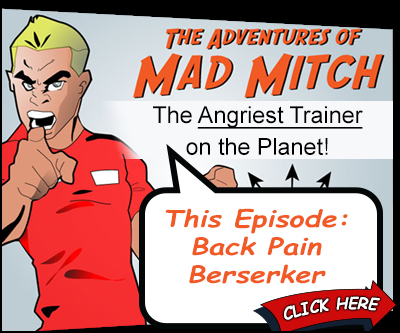 THE ADVENTURES OF
MAD MITCH
The Angriest Trainer
on the Planet!
This Episode:
Back Pain
Berserker
CLICK HERE